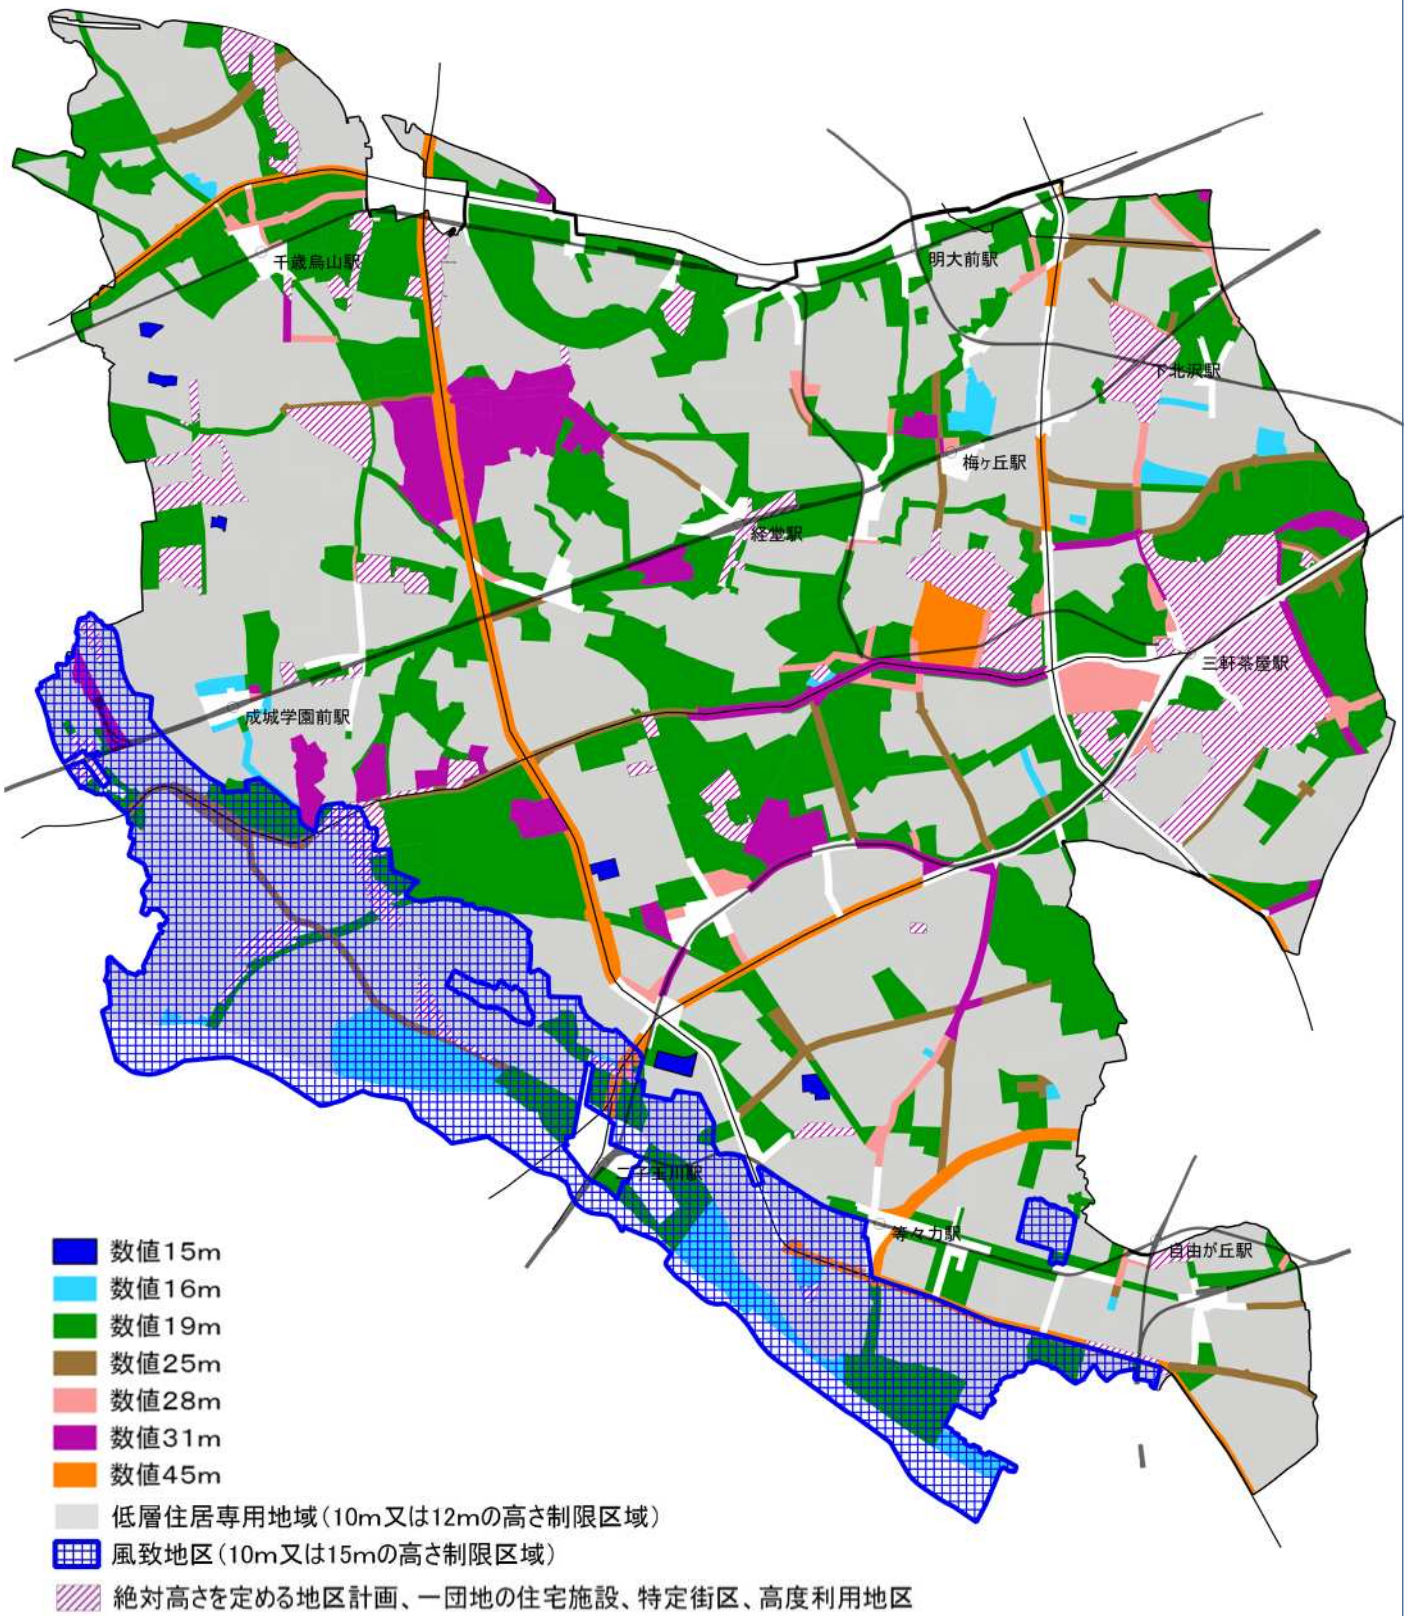 千歳烏山駅
明大前駅
下北沢駅
梅ヶ丘駅
経堂駅
三軒茶屋駅
成城学園前駅
二子玉川駅
等々力駅
自由が丘駅
数値15m
数値16m
数値19m
数値25m
数値28m
数値31m
数値45m
低層住居専用地域(10m又は12mの高さ制限区域)
風致地区(10m又は15mの高さ制限区域)
絶対高さを定める地区計画、一団地の住宅施設、特定街区、高度利用地区